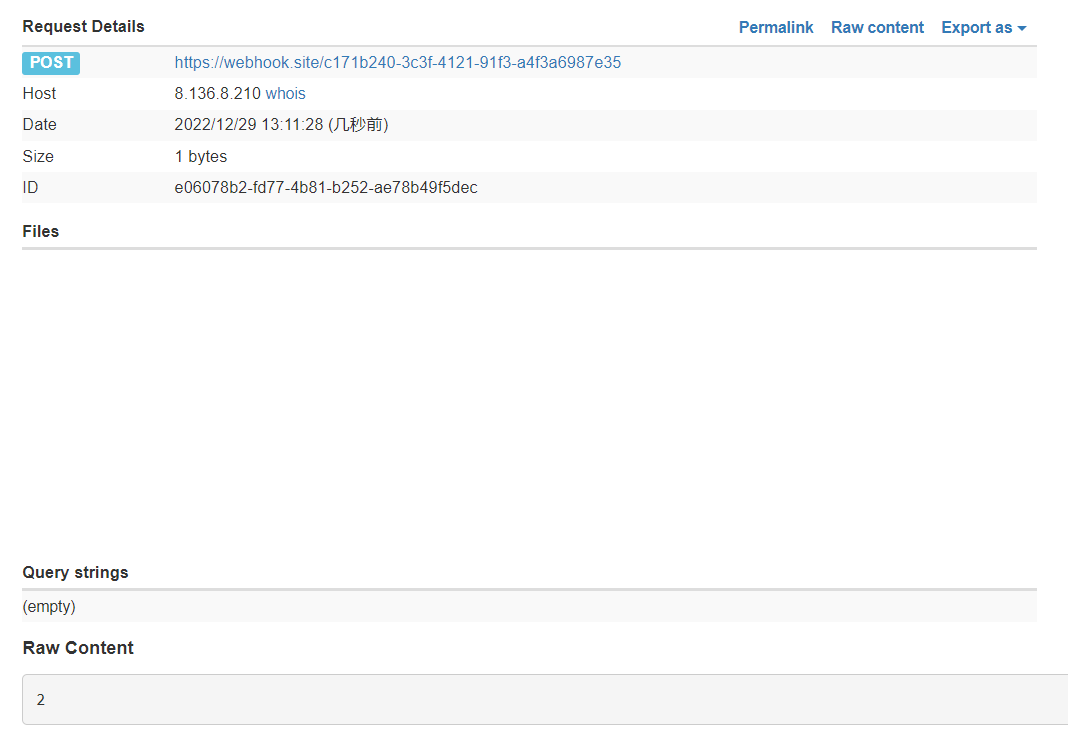 Request Details Permalink Raw content Export as
POST https://webhook.site/c171b240-3c3f-4121-91f3-a4f3a6987e35
Host 8.136.8.210 whois
Date 2022/12/29 13:11:28 (几秒前)
Size 1 bytes
ID e06078b2-fd77-4b81-b252-ae78b49f5dec
Files
Query strings
(empty)
Raw Content
2